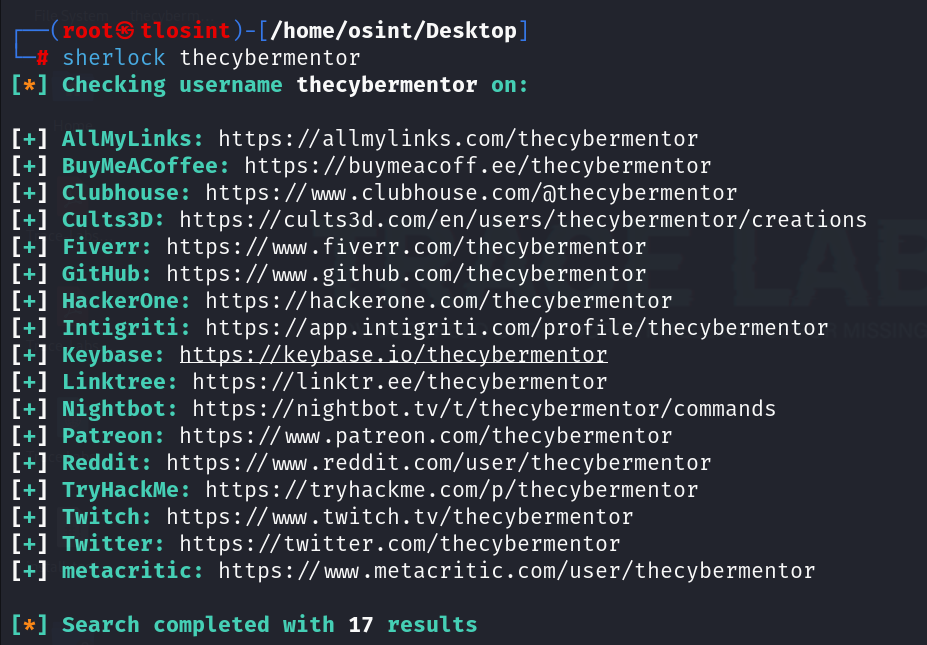 ┌──(root㉿tlosint)-[/home/osint/Desktop]
└─# sherlock thecybermentor
[*] Checking username thecybermentor on:
[+] AllMyLinks: https://allmylinks.com/thecybermentor
[+] BuyMeACoffee: https://buymeacoff.ee/thecybermentor
[+] Clubhouse: https://www.clubhouse.com/@thecybermentor
[+] Cults3D: https://cults3d.com/en/users/thecybermentor/creations
[+] Fiverr: https://www.fiverr.com/thecybermentor
[+] GitHub: https://www.github.com/thecybermentor
[+] HackerOne: https://hackerone.com/thecybermentor
[+] Intigriti: https://app.intigriti.com/profile/thecybermentor
[+] Keybase: https://keybase.io/thecybermentor
[+] Linktree: https://linktr.ee/thecybermentor
[+] Nightbot: https://nightbot.tv/t/thecybermentor/commands
[+] Patreon: https://www.patreon.com/thecybermentor
[+] Reddit: https://www.reddit.com/user/thecybermentor
[+] TryHackMe: https://tryhackme.com/p/thecybermentor
[+] Twitch: https://www.twitch.tv/thecybermentor
[+] Twitter: https://twitter.com/thecybermentor
[+] metacritic: https://www.metacritic.com/user/thecybermentor
[*] Search completed with 17 results